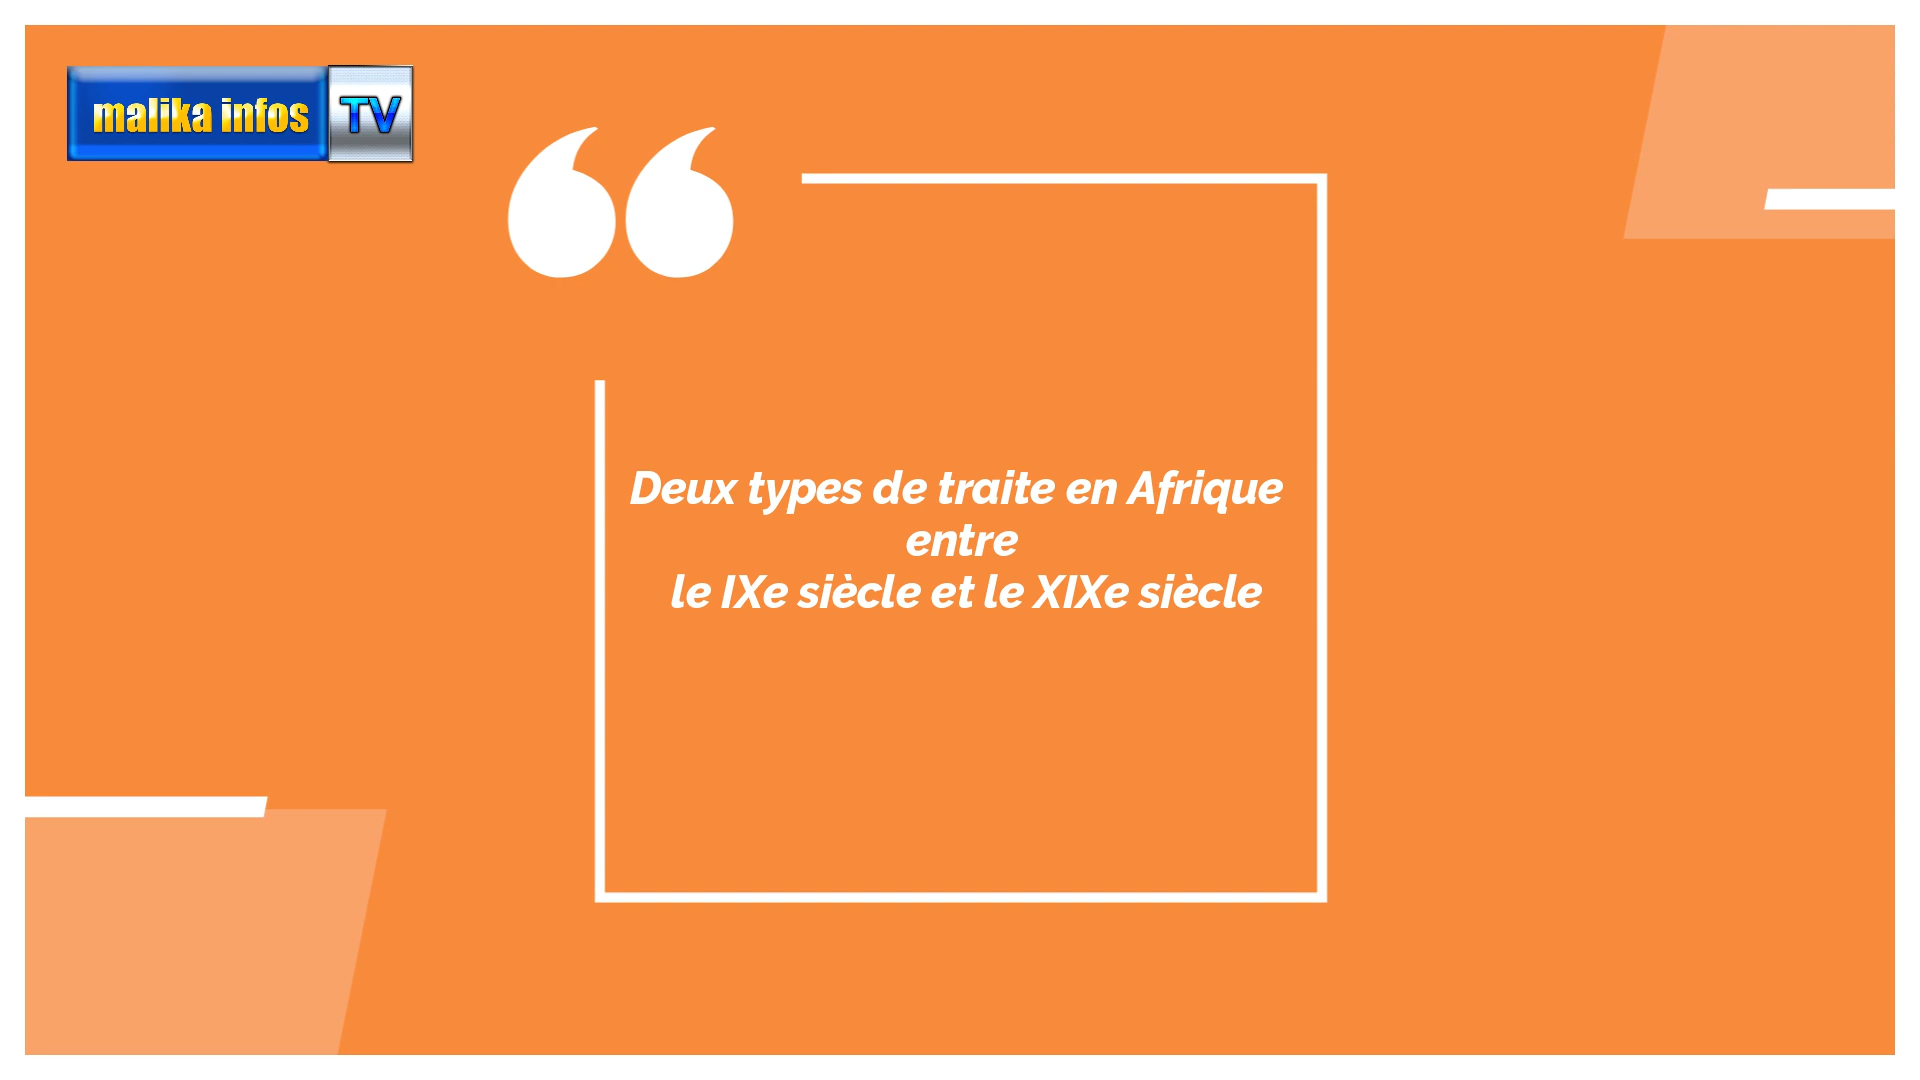 malika infos TV
Deux types de traite en Afrique
entre
le IXe siècle et le XIXe siècle